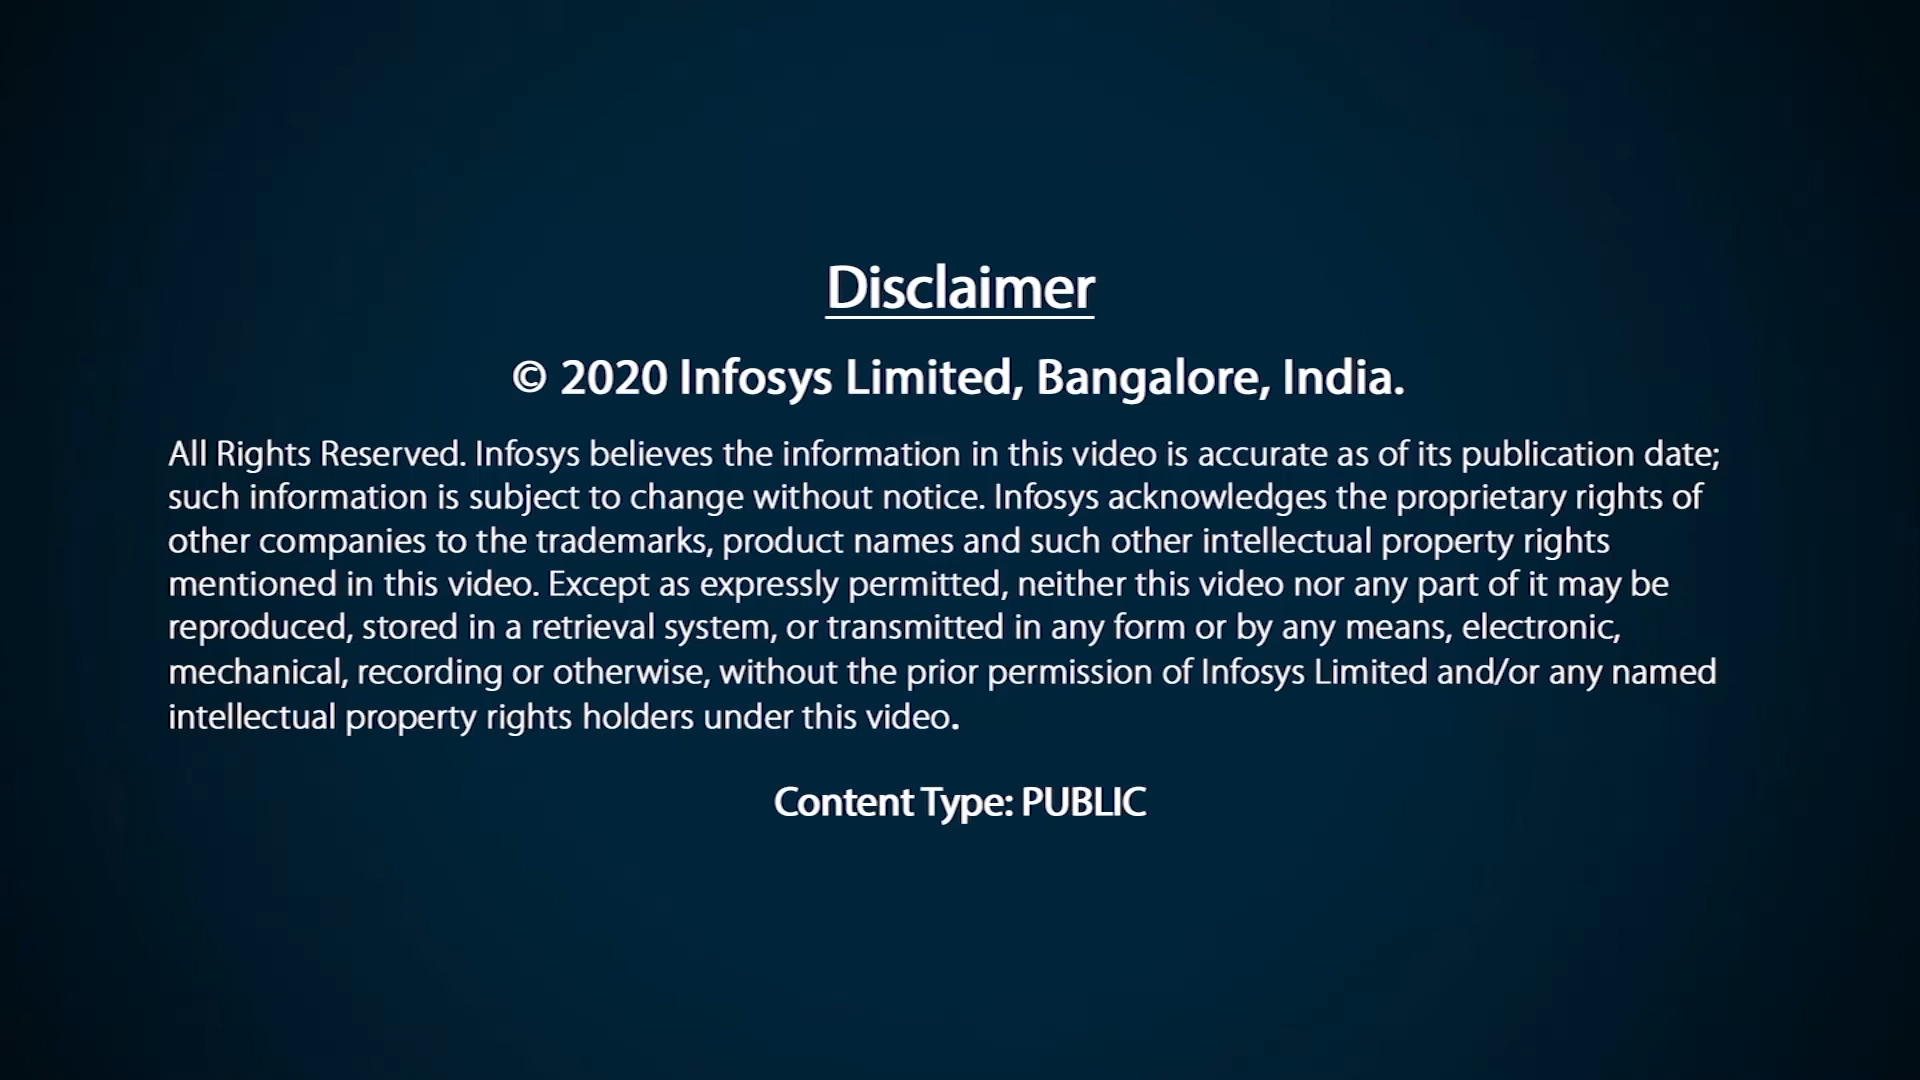 Disclaimer
© 2020 Infosys Limited, Bangalore, India.
All Rights Reserved. Infosys believes the information in this video is accurate as of its publication date;
such information is subject to change without notice. Infosys acknowledges the proprietary rights of
other companies to the trademarks, product names and such other intellectual property rights
mentioned in this video. Except as expressly permitted, neither this video nor any part of it may be
reproduced, stored in a retrieval system, or transmitted in any form or by any means, electronic,
mechanical, recording or otherwise, without the prior permission of Infosys Limited and/or any named
intellectual property rights holders under this video.
Content Type: PUBLIC